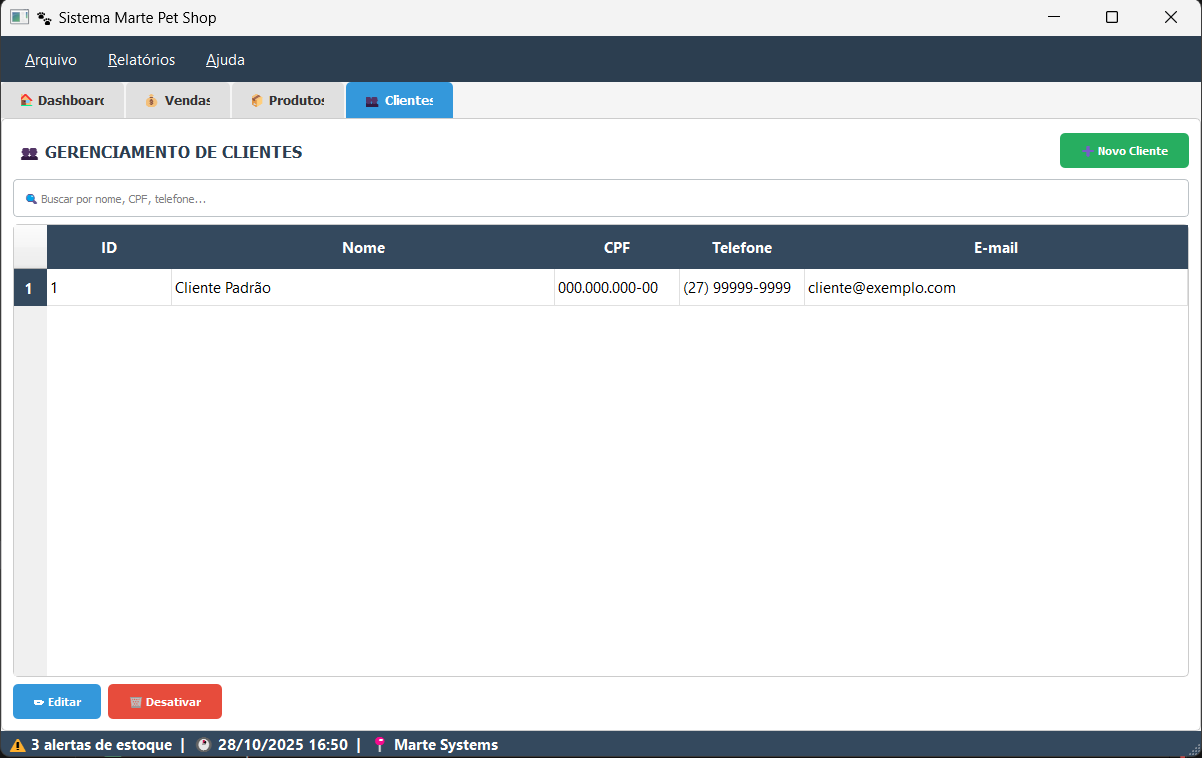 Sistema Marte Pet Shop
Arquivo Relatórios Ajuda
Dashboard Vendas Produtos Clientes
GERENCIAMENTO DE CLIENTES
Novo Cliente
Buscar por nome, CPF, telefone...
ID Nome CPF Telefone E-mail
1 1 Cliente Padrão 000.000.000-00 (27) 99999-9999 cliente@exemplo.com
Editar Desativar
3 alertas de estoque | 28/10/2025 16:50 | Marte Systems